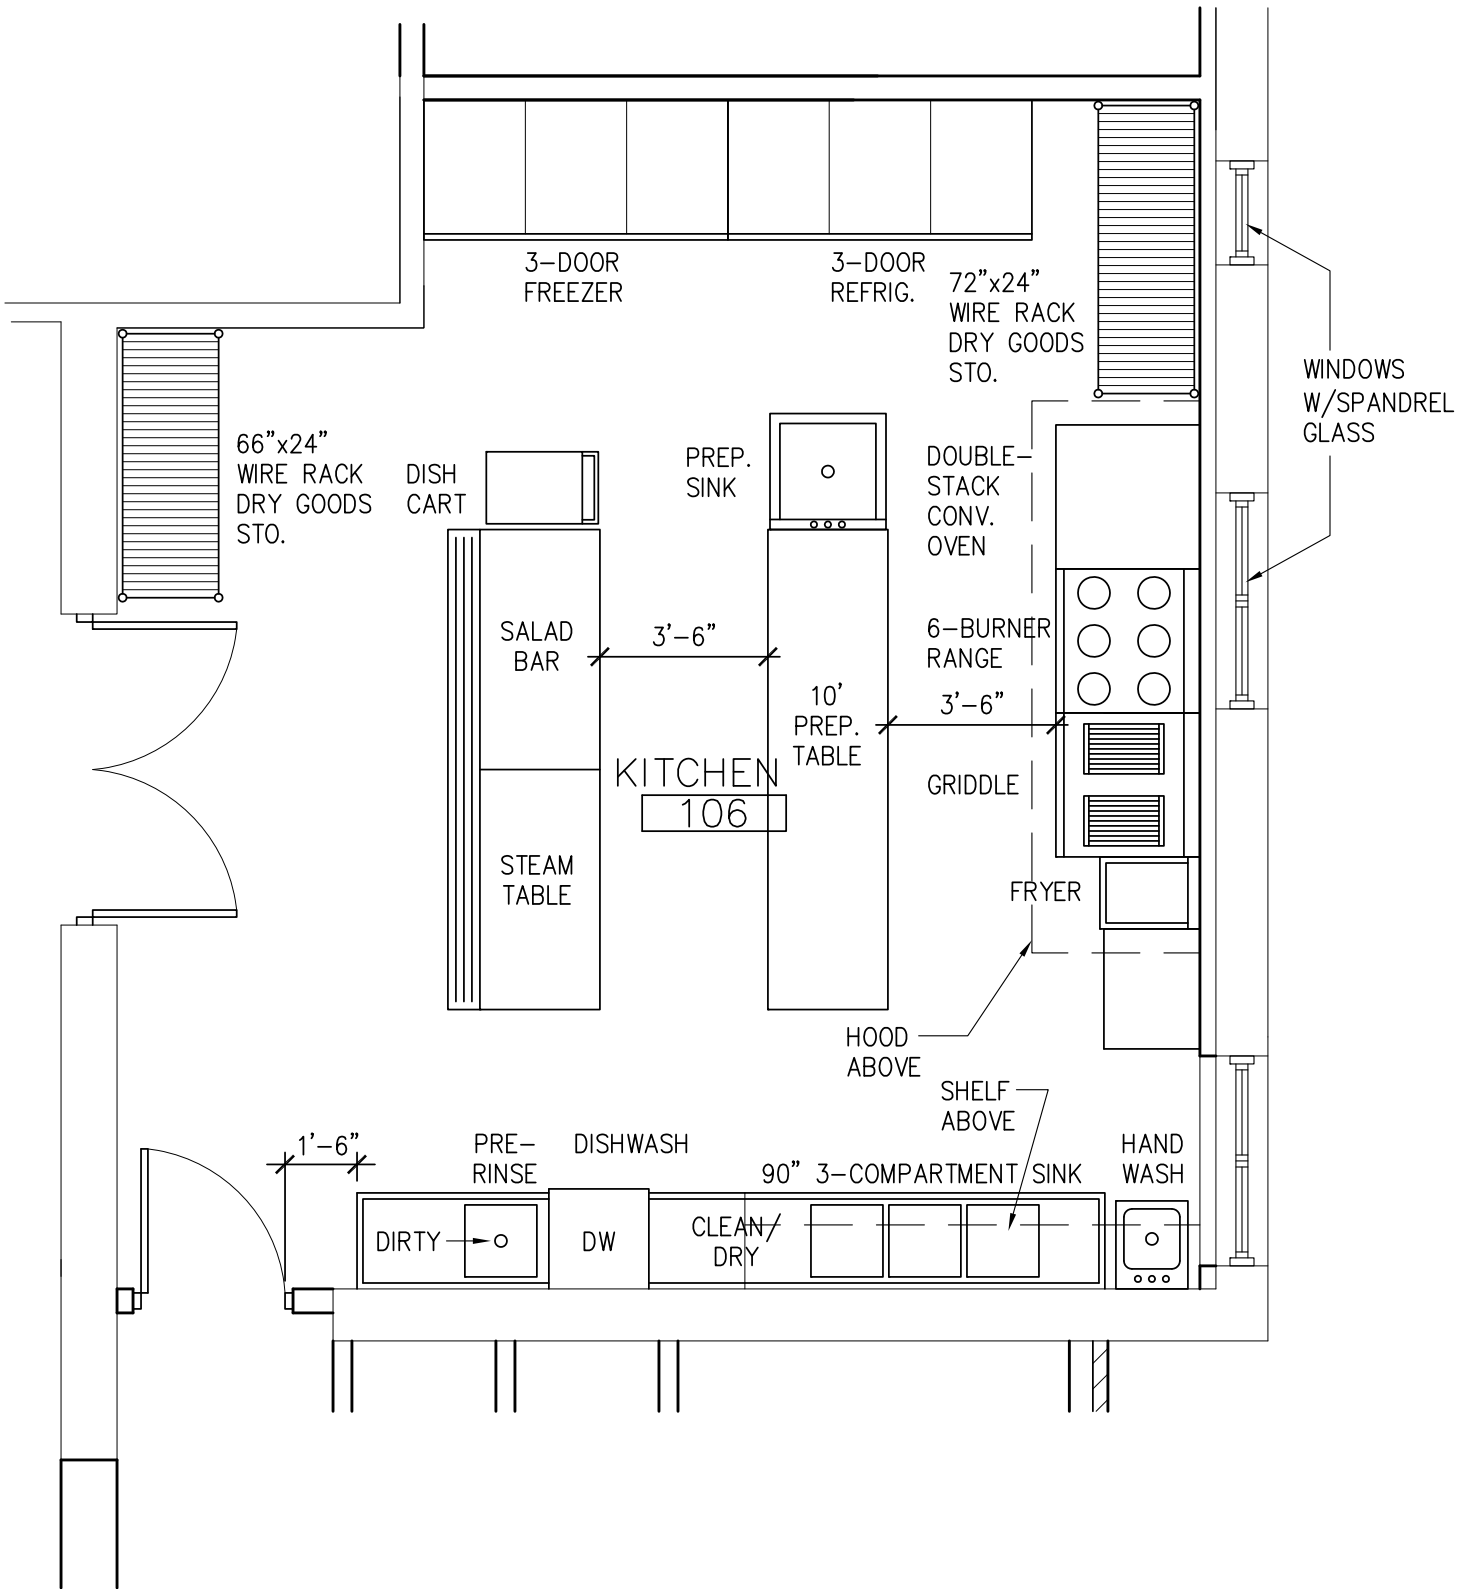 3-DOOR
FREEZER
3-DOOR
REFRIG.
72"x24"
WIRE RACK
DRY GOODS
STO.
WINDOWS
W/SPANDREL
GLASS
66"x24"
WIRE RACK
DRY GOODS
STO.
DISH
CART
PREP.
SINK
DOUBLE-
STACK
CONV.
OVEN
SALAD
BAR
3'-6"
6-BURNER
RANGE
10'
PREP.
TABLE
3'-6"
KITCHEN
106
GRIDDLE
STEAM
TABLE
FRYER
HOOD
ABOVE
SHELF
ABOVE
1'-6"
PRE-
RINSE
DISHWASH
90" 3-COMPARTMENT SINK
HAND
WASH
DIRTY
DW
CLEAN/
DRY